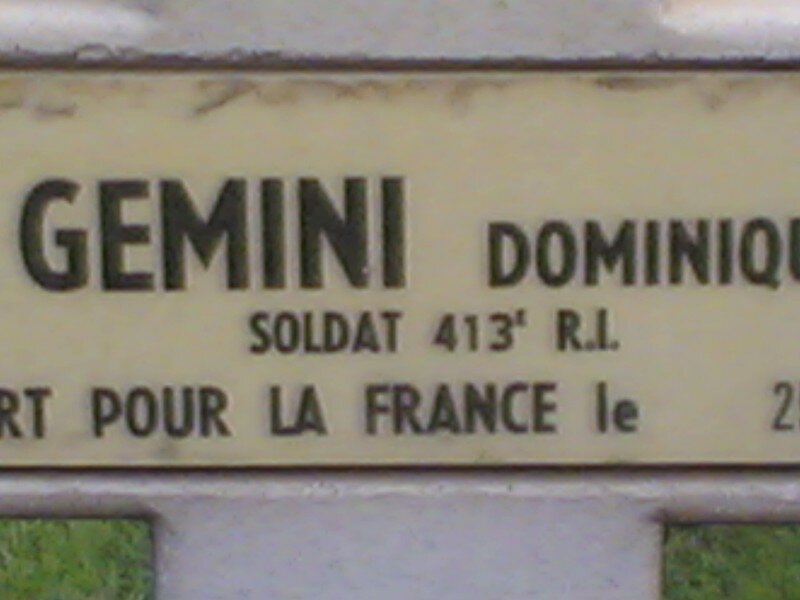 GEMINI DOMINIQU
SOLDAT 413e R.I.
RT POUR LA FRANCE le 2